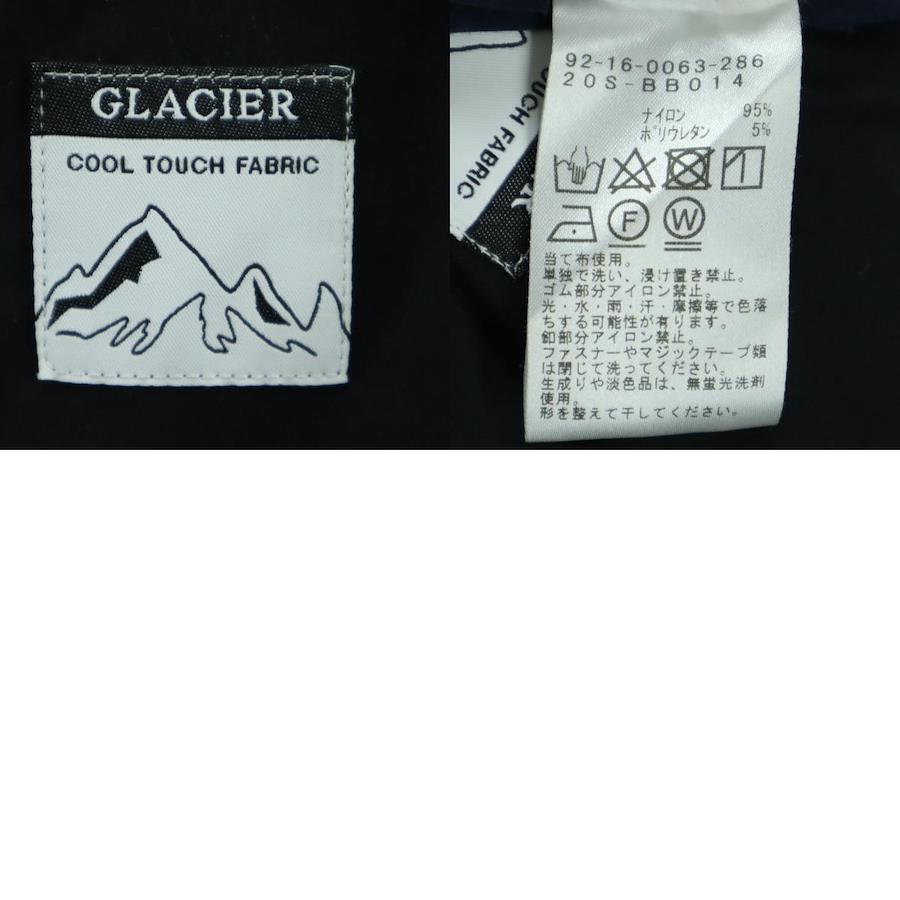 GLACIER
COOL TOUCH FABRIC
OUCH FABRIC
R
92-16-0063-286
20S-BB014
ナイロン 95%
ポリウレタン 5%
F W
当て布使用。
単独で洗い、浸け置き禁止。
ゴム部分アイロン禁止。
光・水・雨・汗・摩擦等で色落
ちする可能性が有ります。
釦部分アイロン禁止。
ファスナーやマジックテープ類
は閉じて洗ってください。
生成りや淡色品は、無蛍光洗剤
使用。
形を整えて干してください。